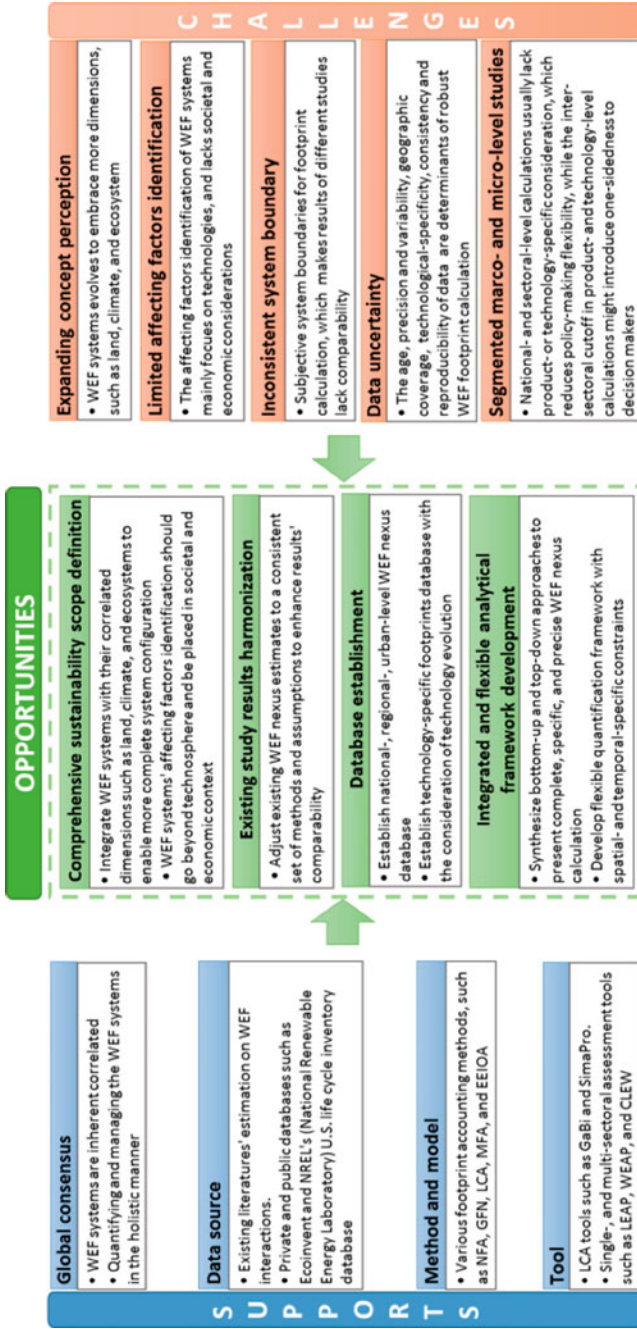 OPPORTUNITIES
SUPPORTS
Global consensus
• WEF systems are inherent correlated
• Quantifying and managing the WEF systems
in the holistic manner
Data source
• Existing literatures' estimation on WEF
interactions.
• Private and public databases such as
Ecoinvent and NREL's (National Renewable
Energy Laboratory) U.S. life cycle inventory
database
Method and model
• Various footprint accounting methods, such
as NFA, GFN, LCA, MFA, and EEIOA
Tool
• LCA tools such as GaBi and SimaPro.
• Single-, and multi-sectoral assessment tools
such as LEAP, WEAP, and CLEW
Comprehensive sustainability scope definition
• Integrate WEF systems with their correlated
dimensions such as land, climate, and ecosystems to
enable more complete system configuration
• WEF systems' affecting factors identification should
go beyond technosphere and be placed in societal and
economic context
Existing study results harmonization
• Adjust existing WEF nexus estimates to a consistent
set of methods and assumptions to enhance results'
comparability
Database establishment
• Establish national-, regional-, urban-level WEF nexus
database
• Establish technology-specific footprints database with
the consideration of technology evolution
Integrated and flexible analytical
framework development
• Synthesize bottom-up and top-down approaches to
present complete, specific, and precise WEF nexus
calculation
• Develop flexible quantification framework with
spatial- and temporal-specific constraints
Expanding concept perception
• WEF systems evolves to embrace more dimensions,
such as land, climate, and ecosystem
Limited affecting factors identification
• The affecting factors identification of WEF systems
mainly focus on technologies, and lacks societal and
economic considerations
Inconsistent system boundary
• Subjective system boundaries for footprint
calculation, which makes results of different studies
lack comparability
Data uncertainty
• The age, precision and variability, geographic
coverage, technological-specificity, consistency and
reproducibility of data are determinants of robust
WEF footprint calculation
Segmented marco- and micro-level studies
• National- and sectoral-level calculations usually lack
product- or technology-specific consideration, which
reduces policy-making flexibility, while the inter-
sectoral cutoff in product- and technology-level
calculations might introduce one-sidedness to
decision makers
CHALLENGES